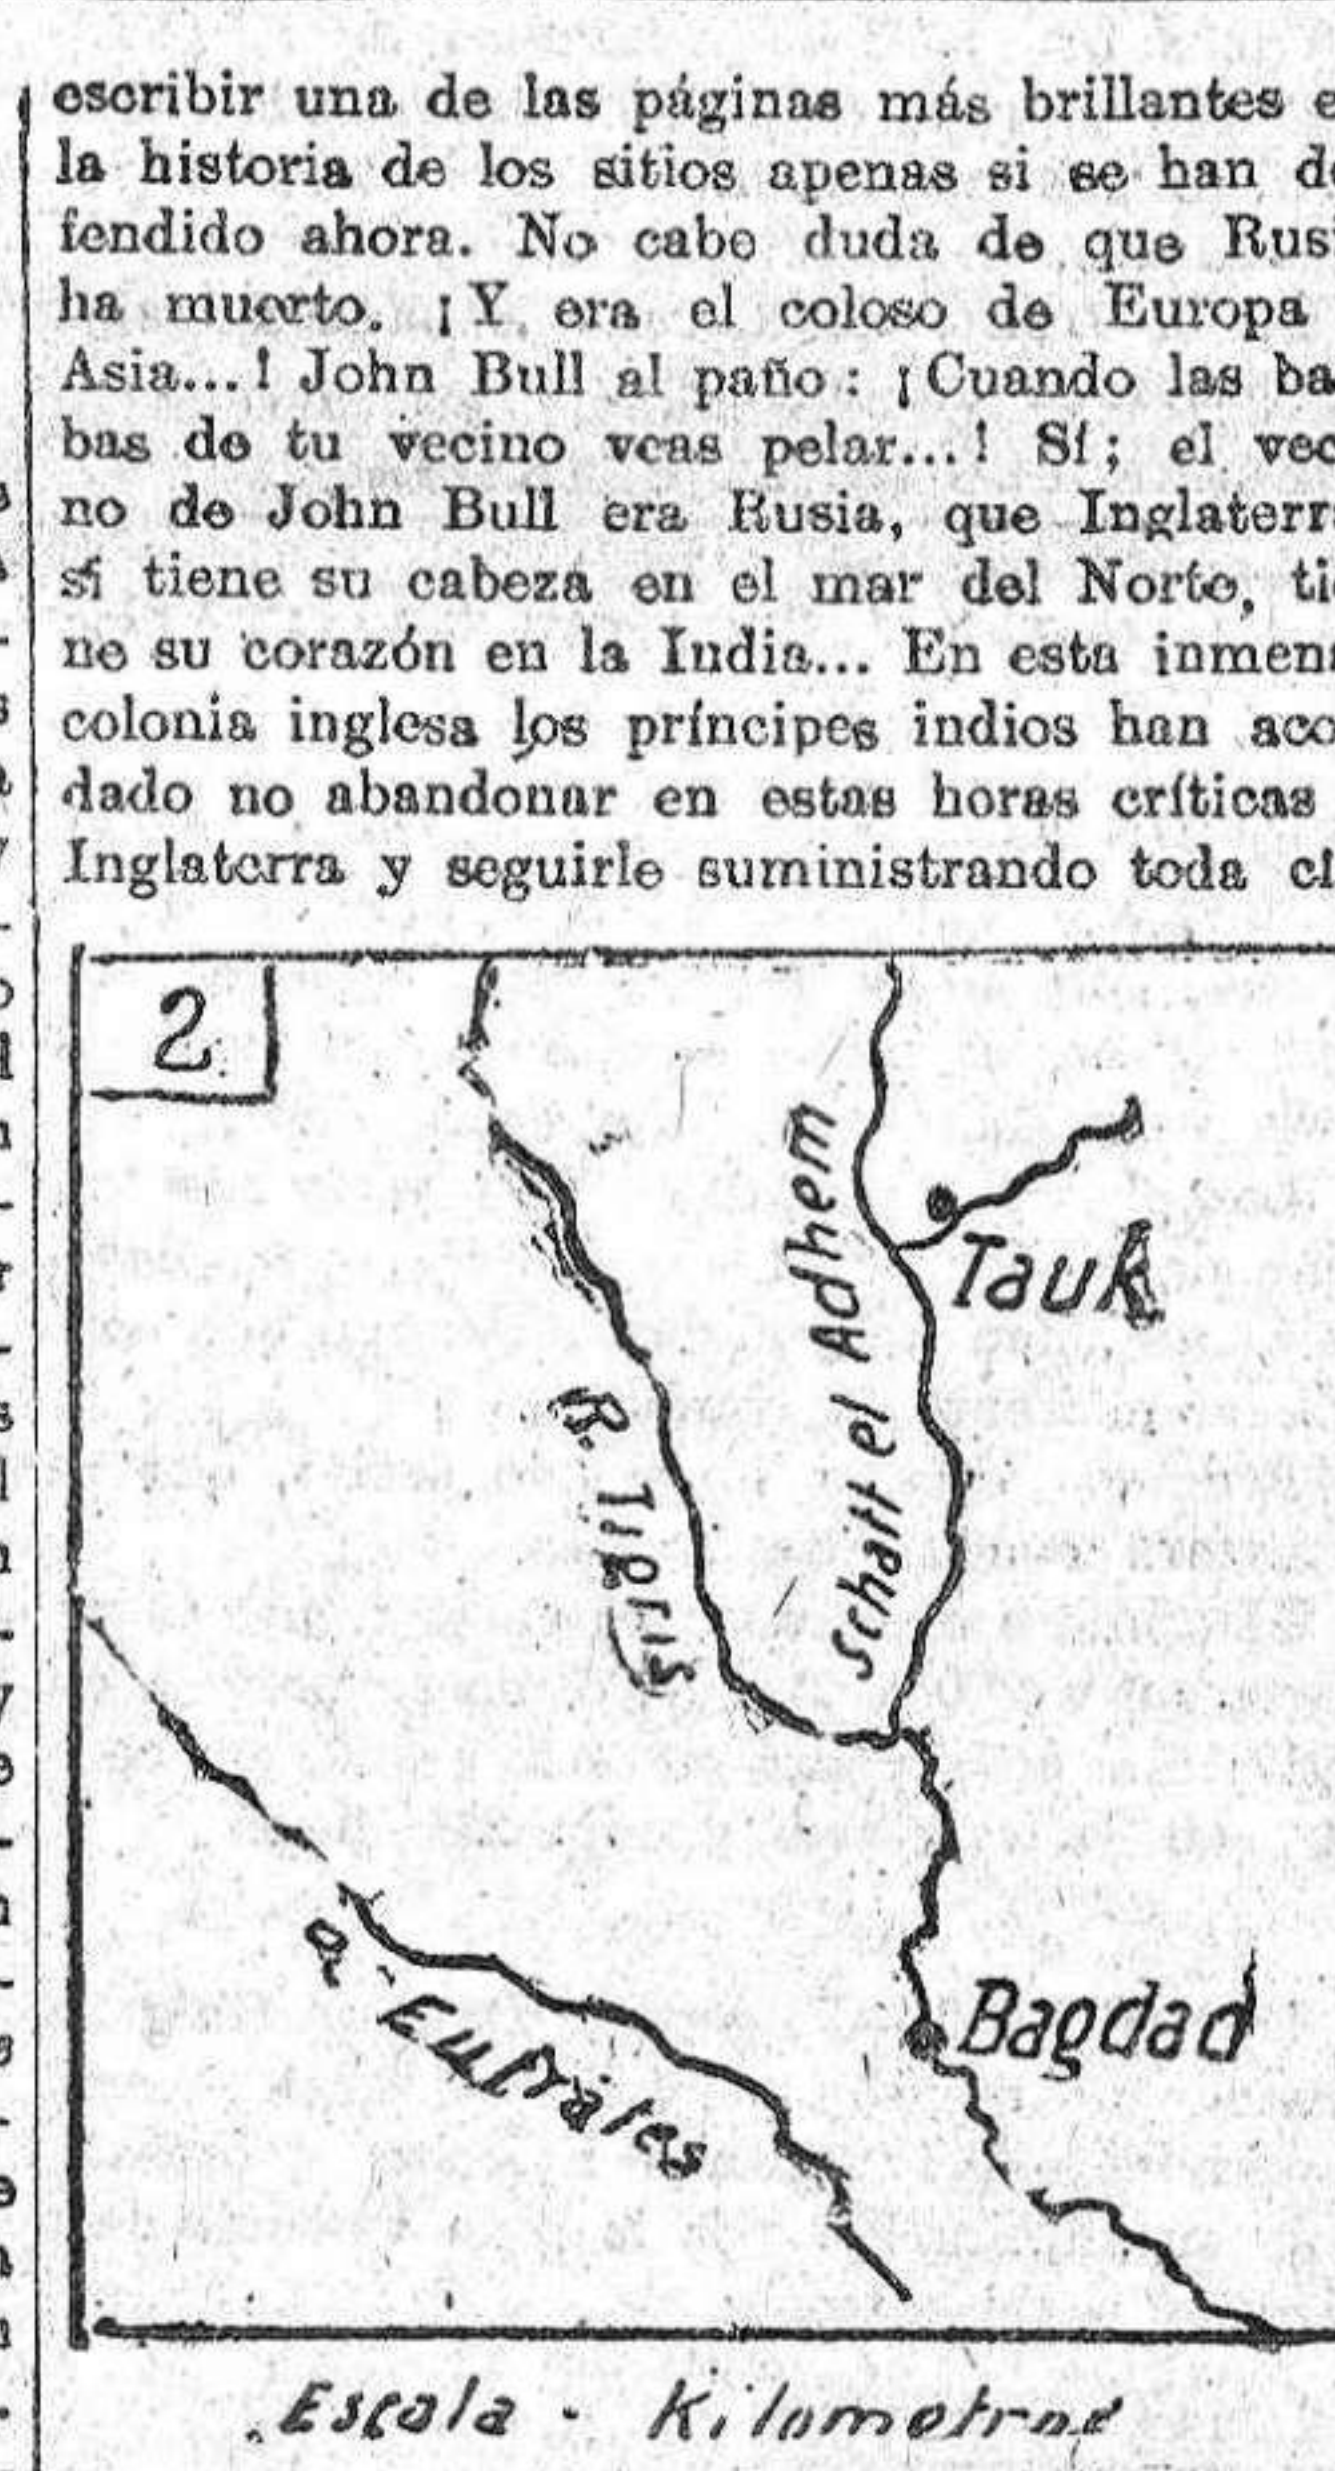 escribir una de las páginas más brillantes e
la historia de los sitios apenas si se han de
fendido ahora. No cabe duda de que Rusi
ha muerto. ¡Y era el coloso de Europa
Asia...! John Bull al paño: ¡Cuando las ba
bas de tu vecino veas pelar...! Sí; el vec
no de John Bull era Rusia, que Inglaterr
sí tiene su cabeza en el mar del Norte, tie
ne su corazón en la India... En esta inmens
colonia inglesa los príncipes indios han aco
dado no abandonar en estas horas críticas
Inglaterra y seguirle suministrando toda cl
2
Schatt el Adhem
Tauk
R. Tigris
R. Eufrates
Bagdad
Escala - Kilometros